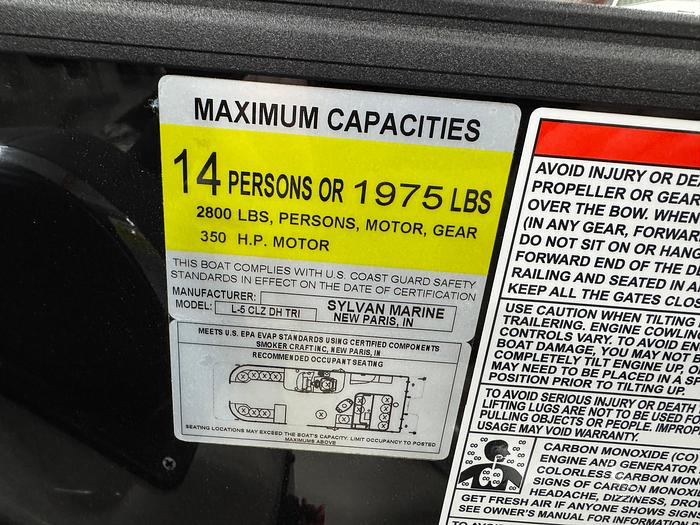 MAXIMUM CAPACITIES
14 PERSONS OR 1975 LBS
2800 LBS, PERSONS, MOTOR, GEAR
350 H.P. MOTOR
THIS BOAT COMPLIES WITH U.S. COAST GUARD SAFETY
STANDARDS IN EFFECT ON THE DATE OF CERTIFICATION
MANUFACTURER: SYLVAN MARINE
MODEL: L-5 CLZ DH TRI NEW PARIS, IN
MEETS U.S. EPA EVAP STANDARDS USING CERTIFIED COMPONENTS
SMOKER CRAFT INC, NEW PARIS, IN
RECOMMENDED OCCUPANT SEATING
SEATING LOCATIONS MAY EXCEED THE BOAT'S CAPACITY. LIMIT OCCUPANCY TO POSTED
MAXIMUMS ABOVE
AVOID INJURY OR
PROPELLER OR GEAR
OVER THE BOW. WHEN
(IN ANY GEAR, FORWAR
DO NOT SIT ON OR HANG
FORWARD END OF THE D
RAILING AND SEATED IN A
KEEP ALL THE GATES CLOS
USE CAUTION WHEN TILTING
TRAILERING. ENGINE COWLING
CONTROLS VARY. TO AVOID EN
BOAT DAMAGE, YOU MAY NOT B
COMPLETELY TILT ENGINE UP. O
MAY NEED TO BE PLACED IN A S
POSITION PRIOR TO TILTING UP.
TO AVOID SERIOUS INJURY OR DEATH,
LIFTING LUGS ARE NOT TO BE USED FO
PULLING OBJECTS OR PEOPLE. IMPROP
USAGE MAY VOID WARRANTY.
CARBON MONOXIDE (CO)
ENGINE AND GENERATOR
COLORLESS CARBON MON
SIGNS OF CARBON MONOX
HEADACHE, DIZZINESS, DR
GET FRESH AIR IF ANYONE SHOWS SIGNS
SEE OWNER'S MANUAL FOR INFORMATI